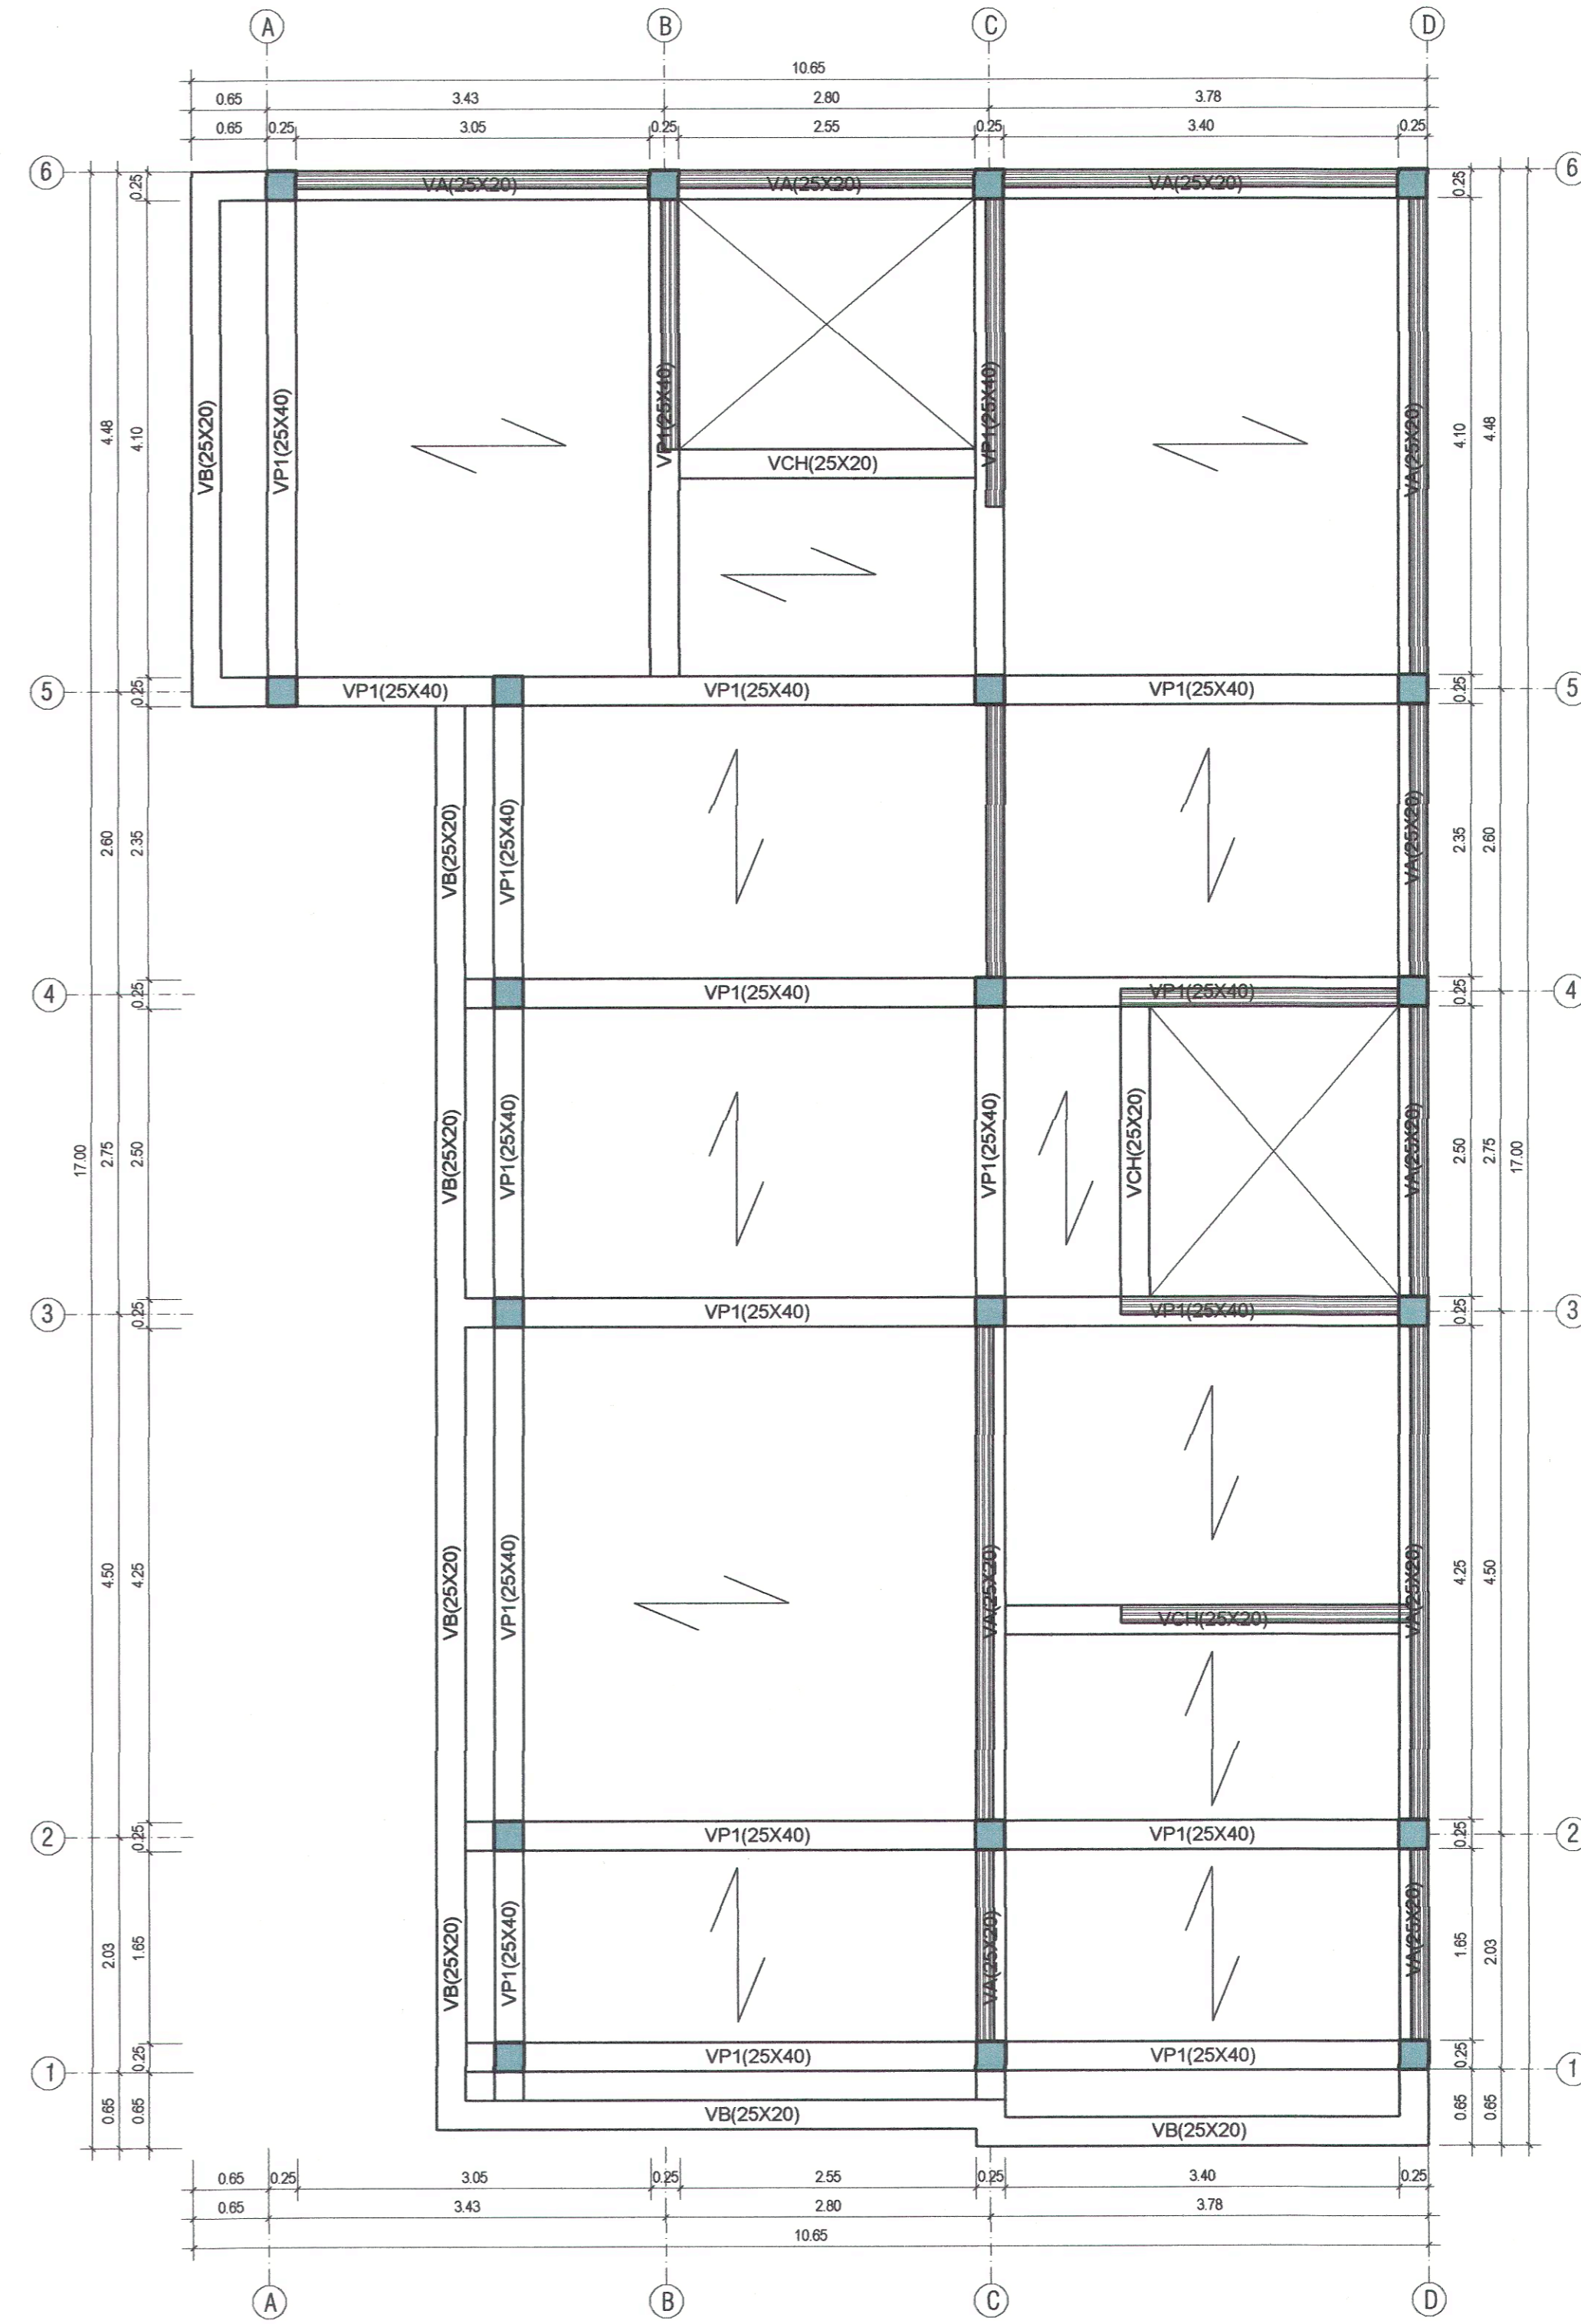 A B C D
10.65
0.65 3.43 2.80 3.78
0.65 0.25 3.05 0.25 2.55 0.25 3.40 0.25
6 0.25 VA(25X20) VA(25X20) VA(25X20) 0.25 6
4.48 4.10 VB(25X20) VP1(25X40) VP1(25X40) VP1(25X40) VA(25X20) 4.10 4.48
VCH(25X20)
5 0.25 VP1(25X40) VP1(25X40) VP1(25X40) 0.25 5
2.60 2.35 VB(25X20) VP1(25X40) VA(25X20) 2.35 2.60
4 0.25 VP1(25X40) VP1(25X40) 0.25 4
17.00 2.75 2.50 VB(25X20) VP1(25X40) VP1(25X40) VCH(25X20) VA(25X20) 2.50 2.75 17.00
3 0.25 VP1(25X40) VP1(25X40) 0.25 3
4.50 4.25 VB(25X20) VP1(25X40) VA(25X20) VA(25X20) 4.25 4.50
VCH(25X20)
2 0.25 VP1(25X40) VP1(25X40) 0.25 2
2.03 1.65 VB(25X20) VP1(25X40) VA(25X20) VA(25X20) 1.65 2.03
1 0.25 VP1(25X40) VP1(25X40) 0.25 1
0.65 0.65 VB(25X20) 0.65 0.65
VB(25X20)
0.65 0.25 3.05 0.25 2.55 0.25 3.40 0.25
0.65 3.43 2.80 3.78
10.65
A B C D